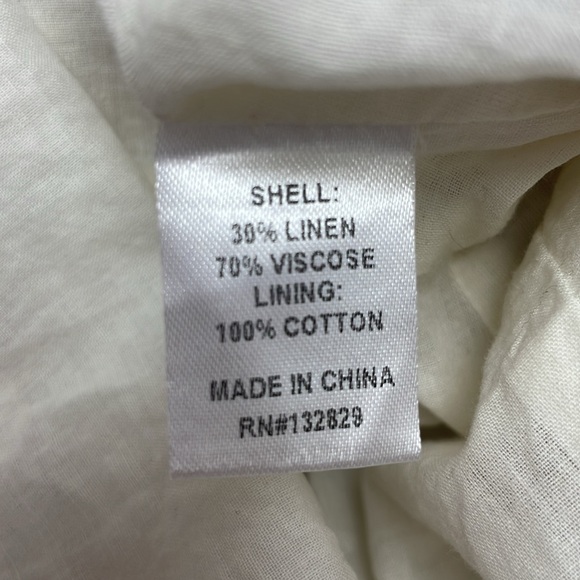 SHELL:
30% LINEN
70% VISCOSE
LINING:
100% COTTON
MADE IN CHINA
RN#132829